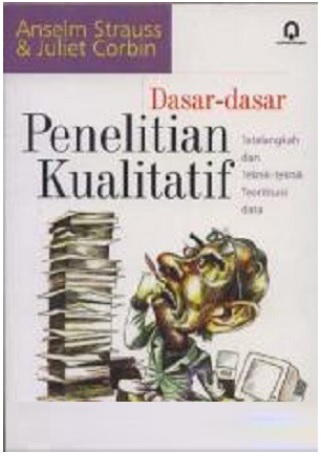 Anselm Strauss
& Juliet Corbin
Dasar-dasar
Penelitian
Kualitatif
Tatalangkah
dan
Teknik-teknik
Teoritisasi
data